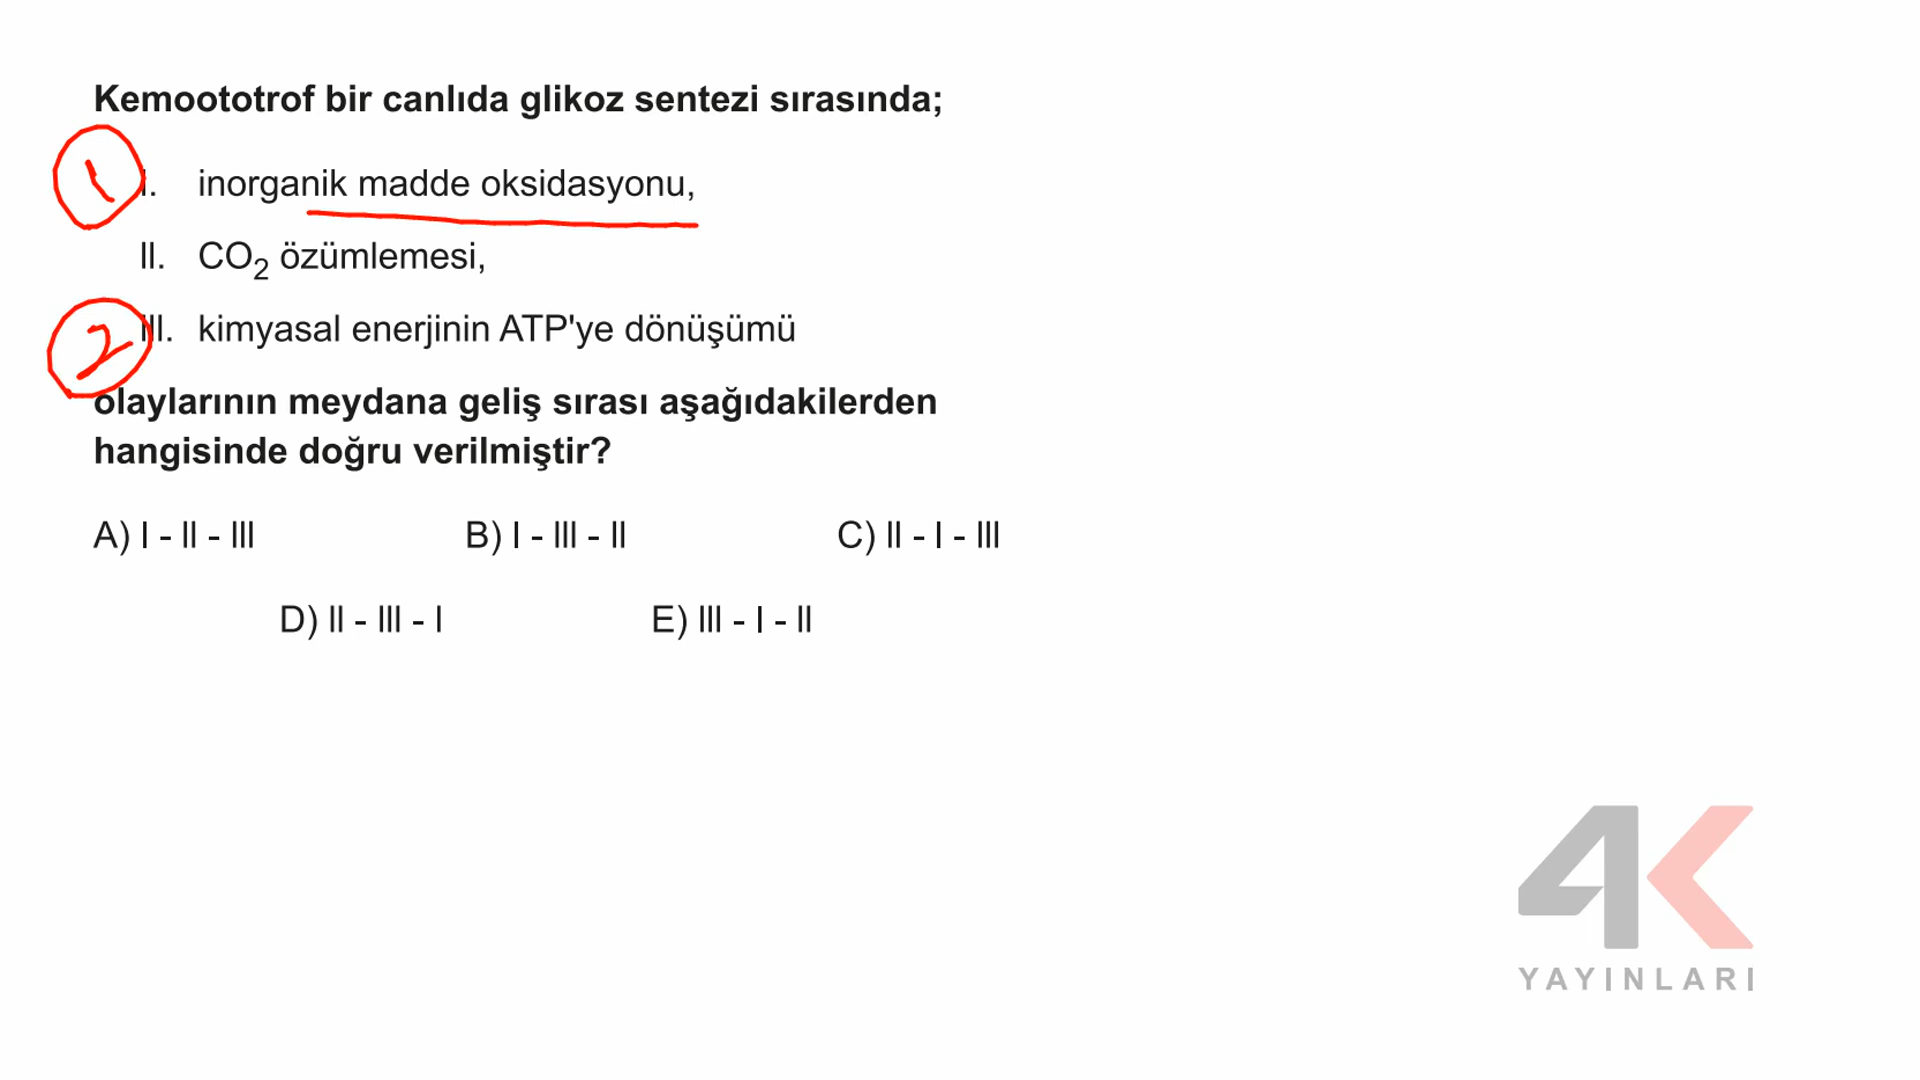 Kemoototrof bir canlıda glikoz sentezi sırasında;
1 I. inorganik madde oksidasyonu,
II. CO2 özümlemesi,
2 III. kimyasal enerjinin ATP'ye dönüşümü
olaylarının meydana geliş sırası aşağıdakilerden
hangisinde doğru verilmiştir?
A) I - II - III B) I - III - II C) II - I - III
D) II - III - I E) III - I - II
4K
YAYINLARI